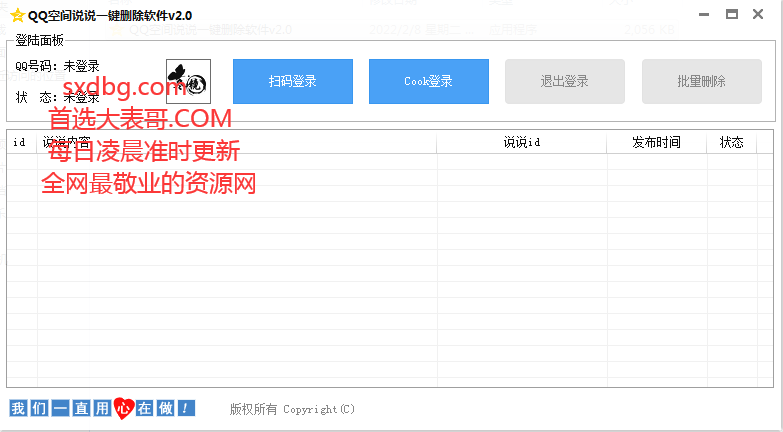 QQ空间说说一键删除软件v2.0
登陆面板
QQ号码：未登录
状 态：未登录
扫码登录
Cook登录
退出登录
批量删除
sxdbg.com
首选大表哥.COM
每日凌晨准时更新
全网最敬业的资源网
id 说说内容 说说id 发布时间 状态
我们一直用心在做！
版权所有 Copyright(C)